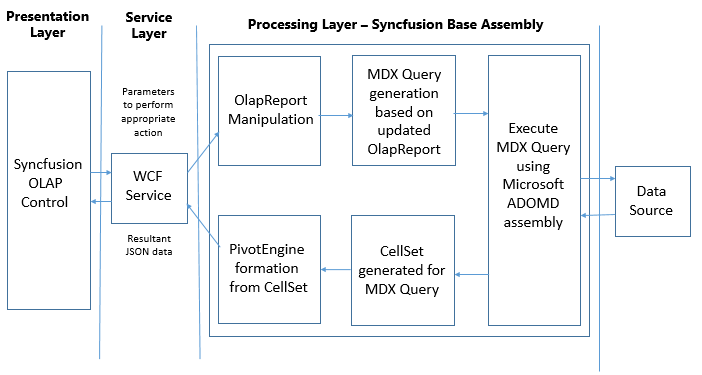 Presentation
Layer
Service
Layer
Processing Layer – Syncfusion Base Assembly
Syncfusion
OLAP
Control
Parameters
to perform
appropriate
action
WCF
Service
Resultant
JSON data
OlapReport
Manipulation
MDX Query
generation
based on
updated
OlapReport
Execute
MDX Query
using
Microsoft
ADOMD
assembly
PivotEngine
formation
from CellSet
CellSet
generated for
MDX Query
Data
Source